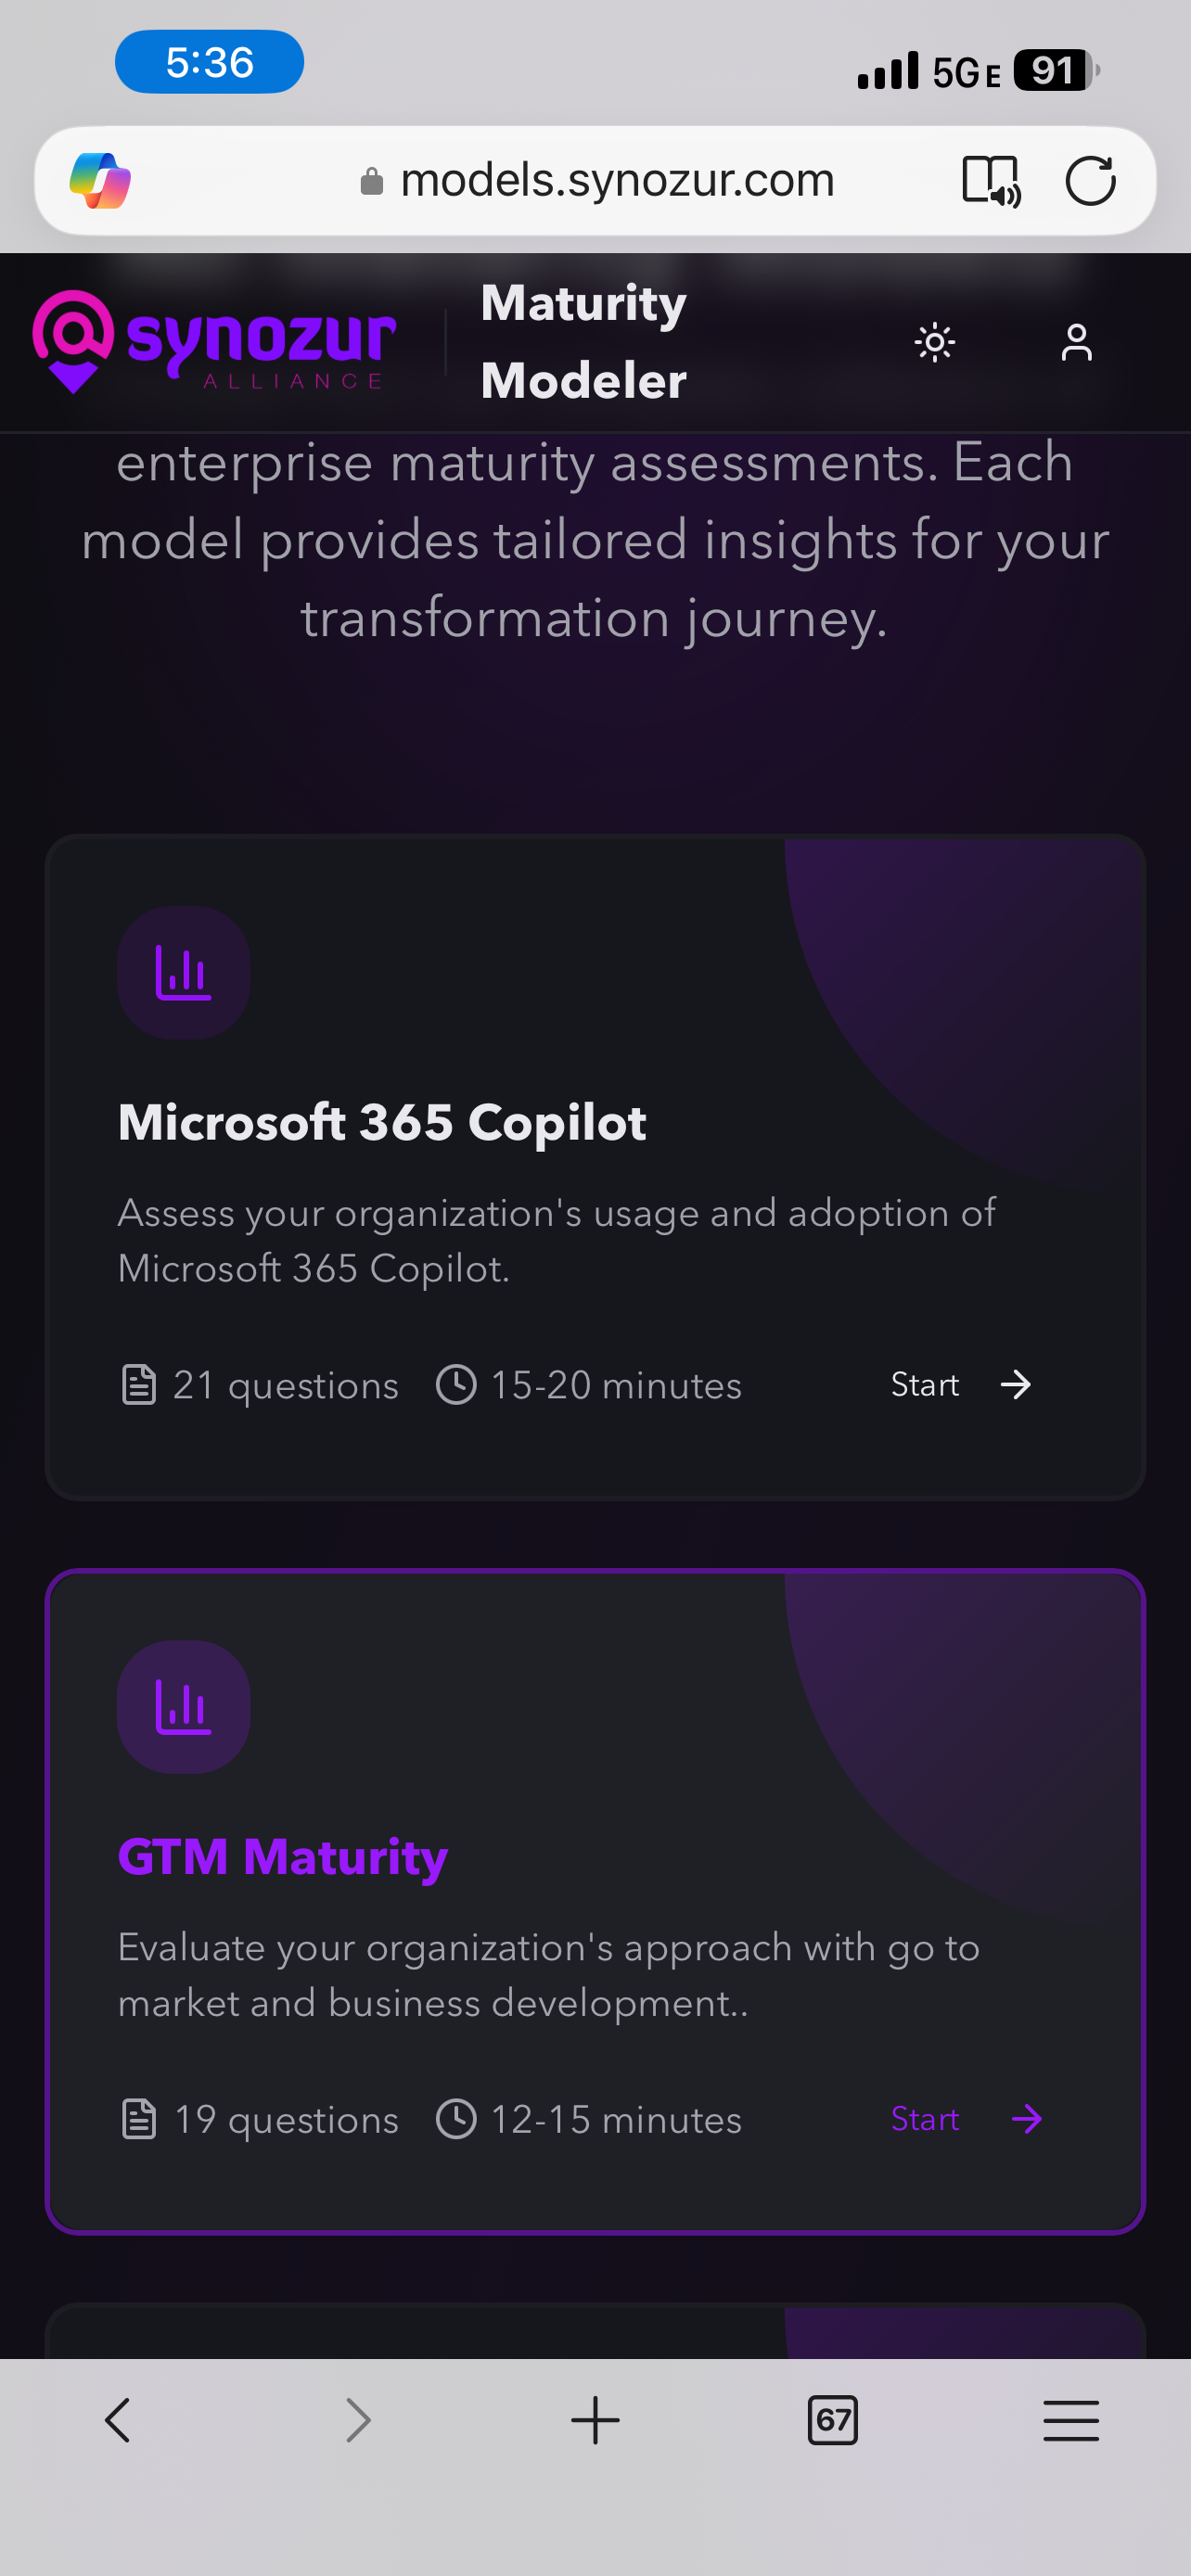 5:36
5G E 91
models.synozur.com
synozur
ALLIANCE
Maturity
Modeler
enterprise maturity assessments. Each
model provides tailored insights for your
transformation journey.
Microsoft 365 Copilot
Assess your organization's usage and adoption of
Microsoft 365 Copilot.
21 questions 15-20 minutes Start
GTM Maturity
Evaluate your organization's approach with go to
market and business development..
19 questions 12-15 minutes Start
67